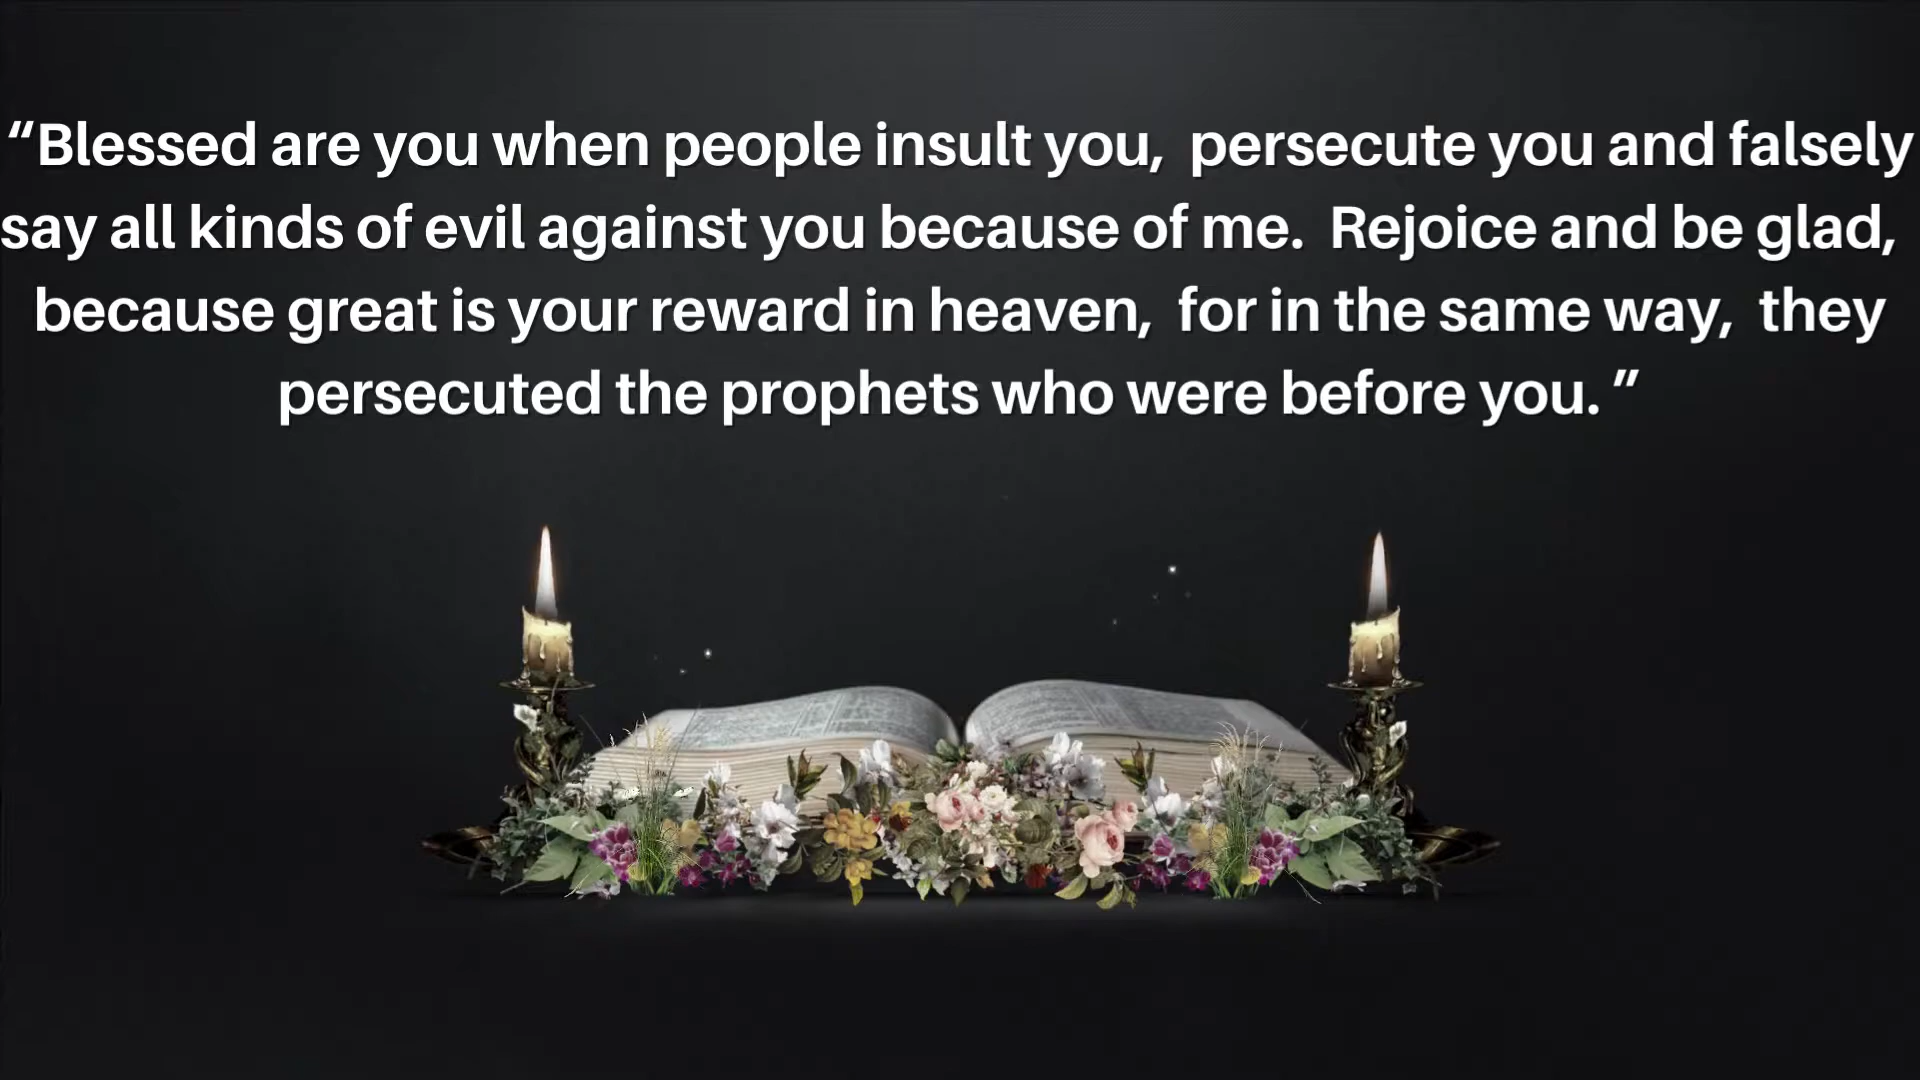 “Blessed are you when people insult you,  persecute you and falsely
say all kinds of evil against you because of me.  Rejoice and be glad,
because great is your reward in heaven,  for in the same way,  they
persecuted the prophets who were before you. ”